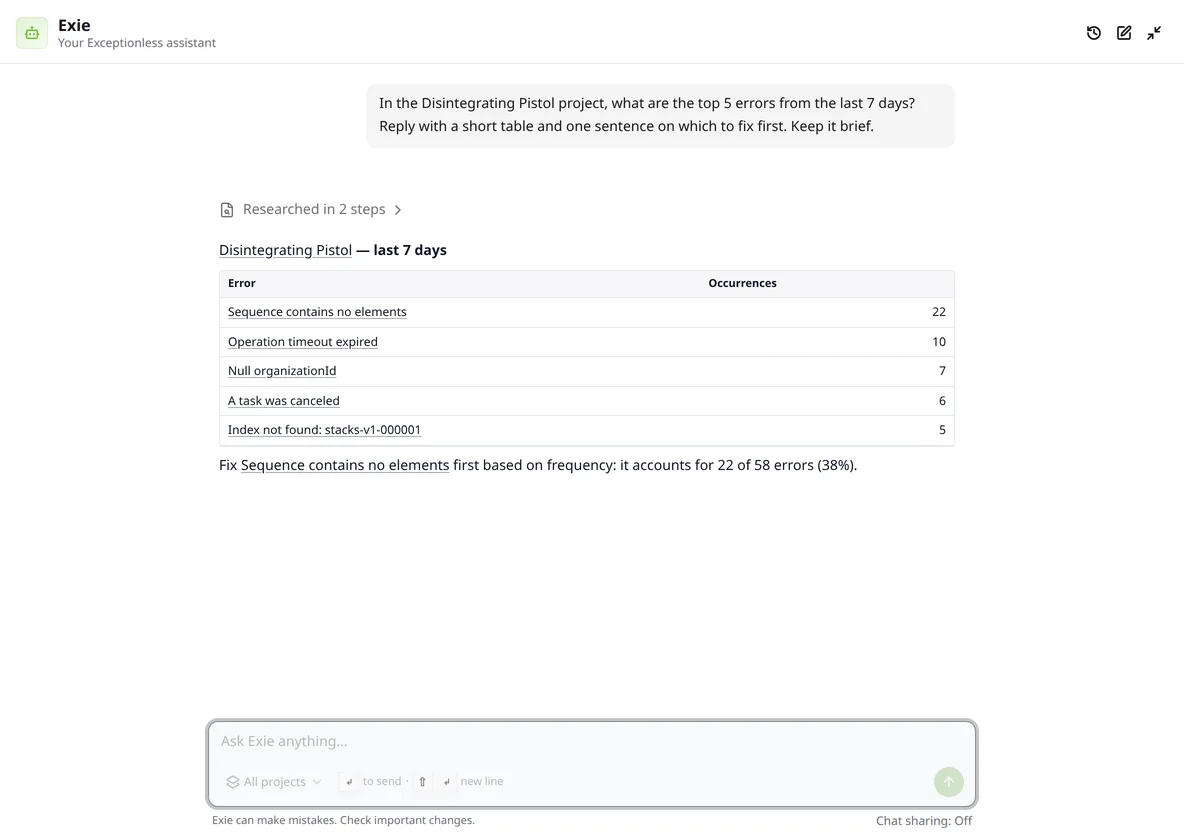 Exie
Your Exceptionless assistant
In the Disintegrating Pistol project, what are the top 5 errors from the last 7 days?
Reply with a short table and one sentence on which to fix first. Keep it brief.
Researched in 2 steps
Disintegrating Pistol — last 7 days
Error Occurrences
Sequence contains no elements 22
Operation timeout expired 10
Null organizationId 7
A task was canceled 6
Index not found: stacks-v1-000001 5
Fix Sequence contains no elements first based on frequency: it accounts for 22 of 58 errors (38%).
Ask Exie anything...
All projects ↲ to send · ⇧ ↲ new line
Exie can make mistakes. Check important changes. Chat sharing: Off